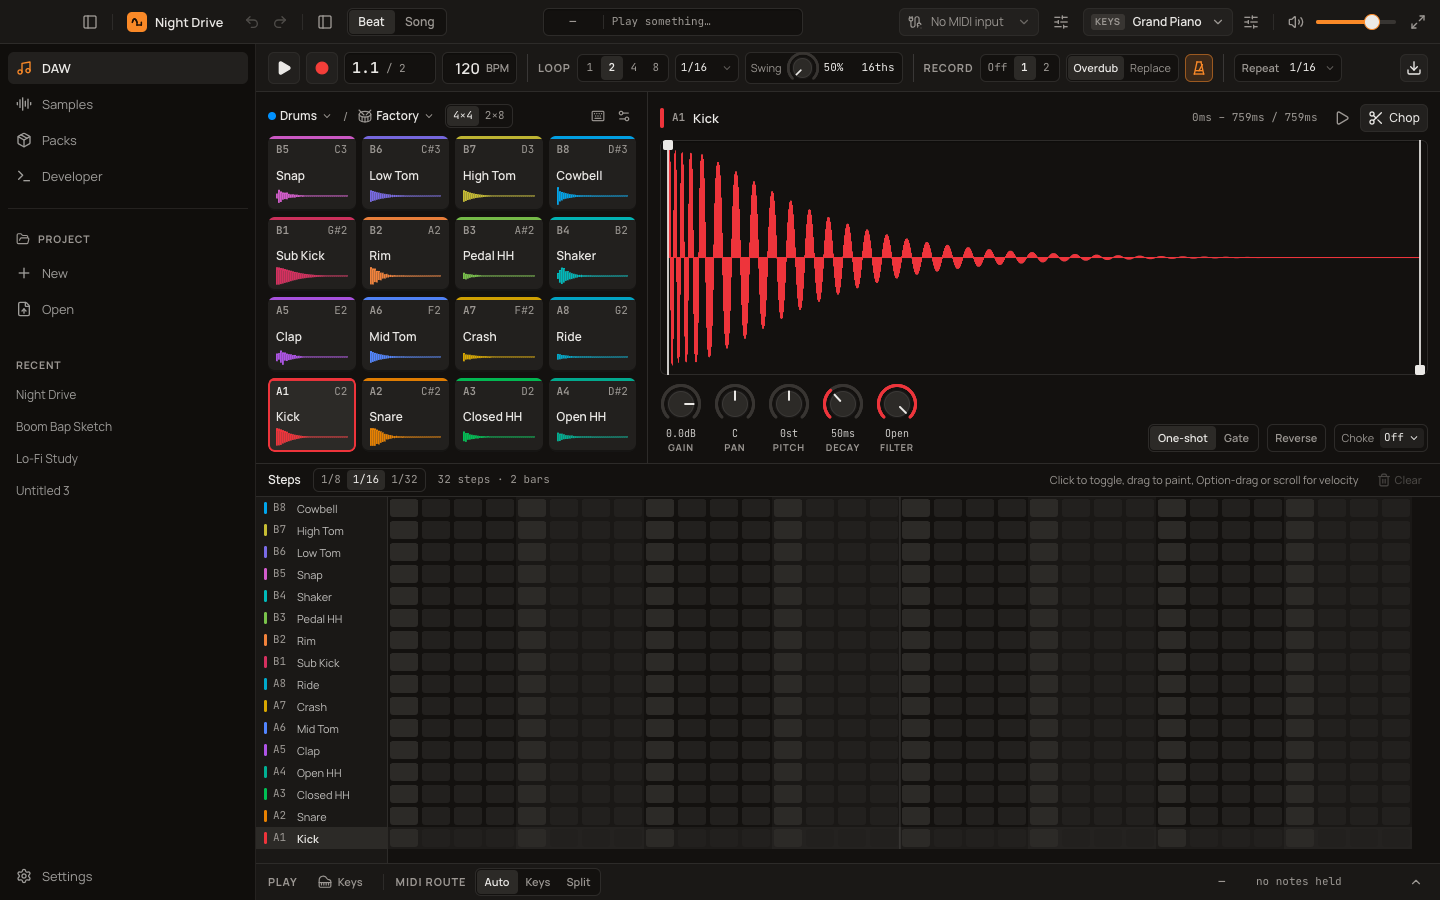 Night Drive
Beat Song
– Play something…
No MIDI input
KEYS Grand Piano
DAW
Samples
Packs
Developer
PROJECT
New
Open
RECENT
Night Drive
Boom Bap Sketch
Lo-Fi Study
Untitled 3
Settings
1.1 / 2
120 BPM
LOOP 1 2 4 8
1/16
Swing 50% 16ths
RECORD Off 1 2
Overdub Replace
Repeat 1/16
Drums / Factory 4×4 2×8
B5 C3 B6 C#3 B7 D3 B8 D#3
Snap Low Tom High Tom Cowbell
B1 G#2 B2 A2 B3 A#2 B4 B2
Sub Kick Rim Pedal HH Shaker
A5 E2 A6 F2 A7 F#2 A8 G2
Clap Mid Tom Crash Ride
A1 C2 A2 C#2 A3 D2 A4 D#2
Kick Snare Closed HH Open HH
A1 Kick
0ms – 759ms / 759ms
Chop
0.0dB C 0st 50ms Open
GAIN PAN PITCH DECAY FILTER
One-shot Gate
Reverse
Choke Off
Steps 1/8 1/16 1/32 32 steps · 2 bars
Click to toggle, drag to paint, Option-drag or scroll for velocity
Clear
B8 Cowbell
B7 High Tom
B6 Low Tom
B5 Snap
B4 Shaker
B3 Pedal HH
B2 Rim
B1 Sub Kick
A8 Ride
A7 Crash
A6 Mid Tom
A5 Clap
A4 Open HH
A3 Closed HH
A2 Snare
A1 Kick
PLAY Keys MIDI ROUTE Auto Keys Split
– no notes held